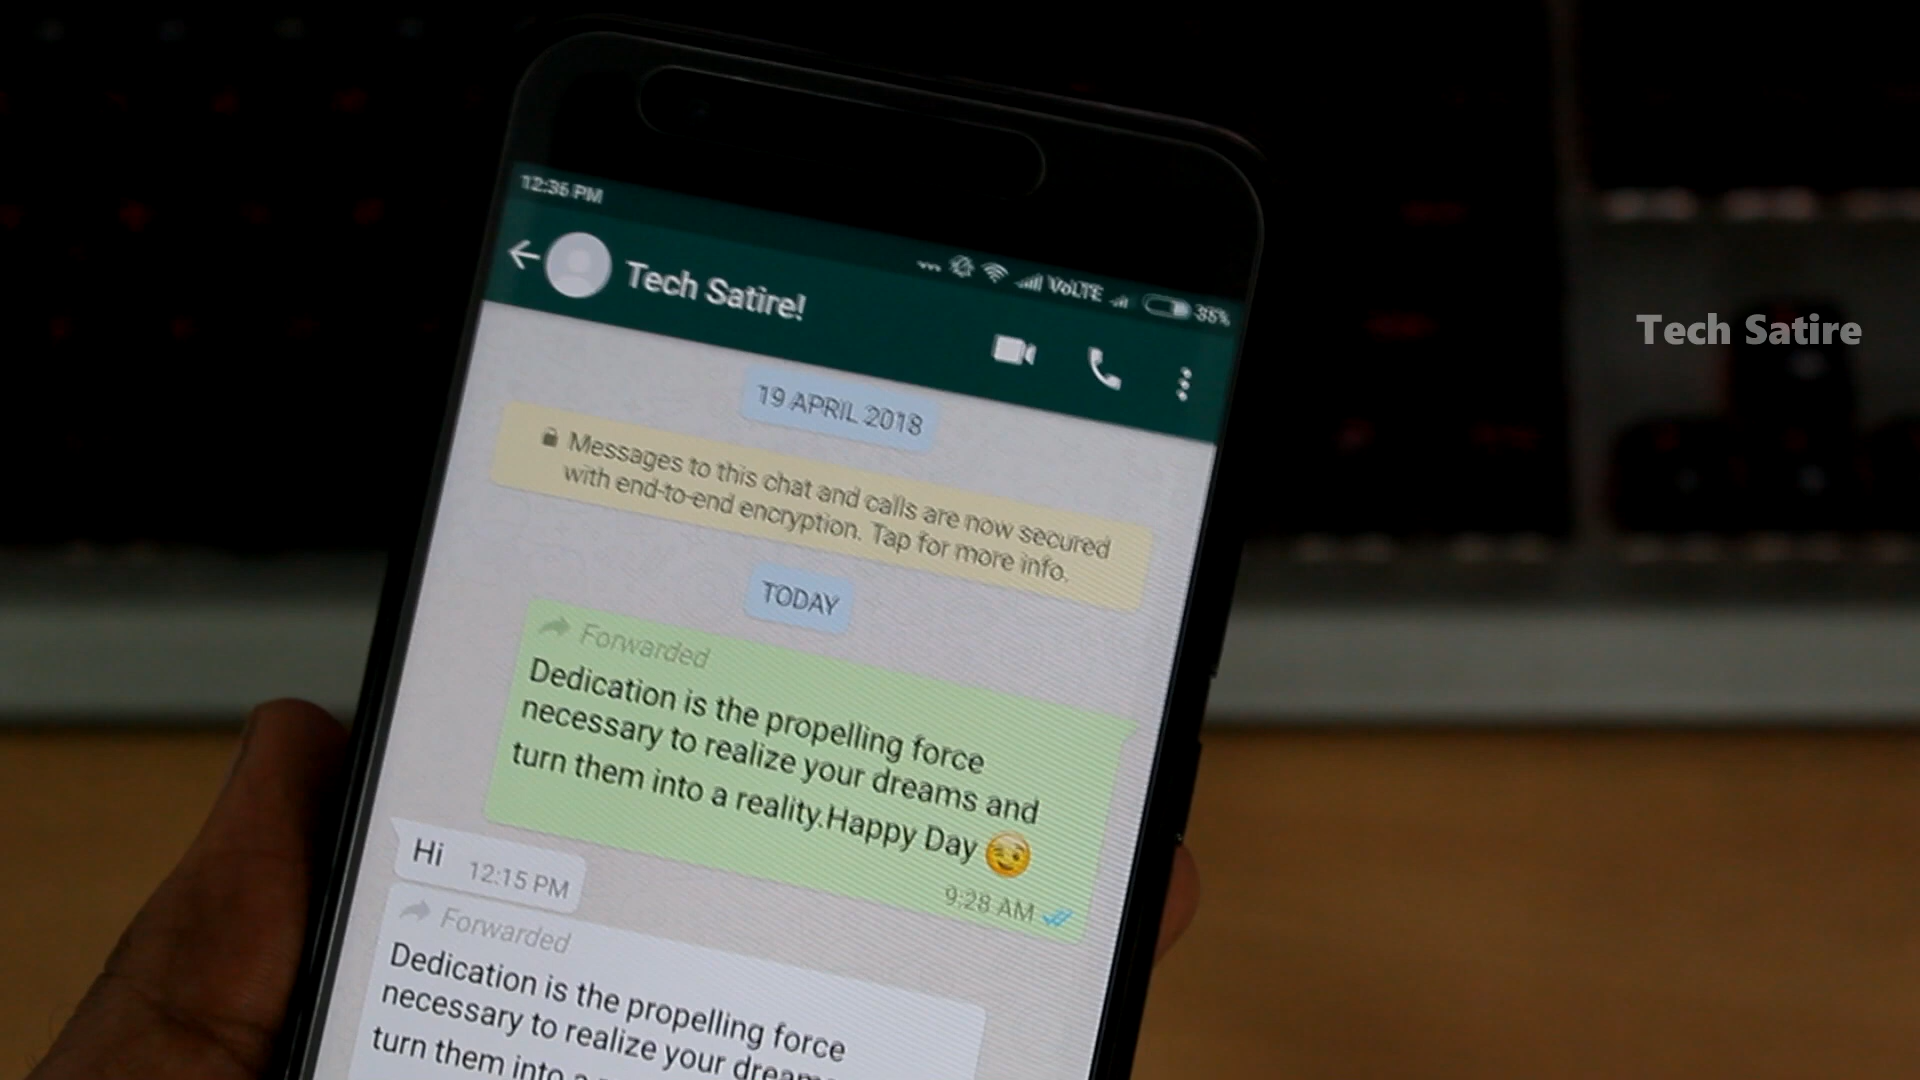 12:36 PM
VoLTE 35%
Tech Satire!
Tech Satire
19 APRIL 2018
Messages to this chat and calls are now secured
with end-to-end encryption. Tap for more info.
TODAY
Forwarded
Dedication is the propelling force
necessary to realize your dreams and
turn them into a reality.Happy Day 😉
9:28 AM
Hi 12:15 PM
Forwarded
Dedication is the propelling force
necessary to realize your
turn them into a